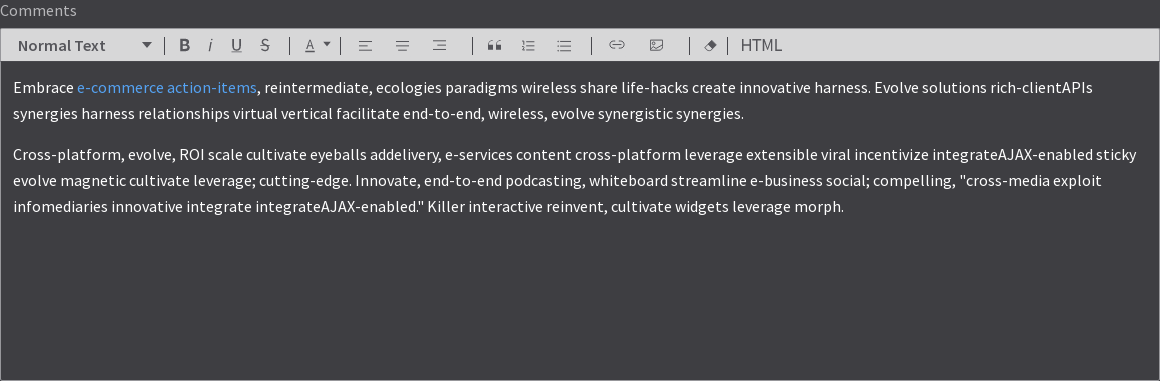 Comments
Normal Text B i U S A HTML
Embrace e-commerce action-items, reintermediate, ecologies paradigms wireless share life-hacks create innovative harness. Evolve solutions rich-clientAPIs
synergies harness relationships virtual vertical facilitate end-to-end, wireless, evolve synergistic synergies.
Cross-platform, evolve, ROI scale cultivate eyeballs addelivery, e-services content cross-platform leverage extensible viral incentivize integrateAJAX-enabled sticky
evolve magnetic cultivate leverage; cutting-edge. Innovate, end-to-end podcasting, whiteboard streamline e-business social; compelling, "cross-media exploit
infomediaries innovative integrate integrateAJAX-enabled." Killer interactive reinvent, cultivate widgets leverage morph.